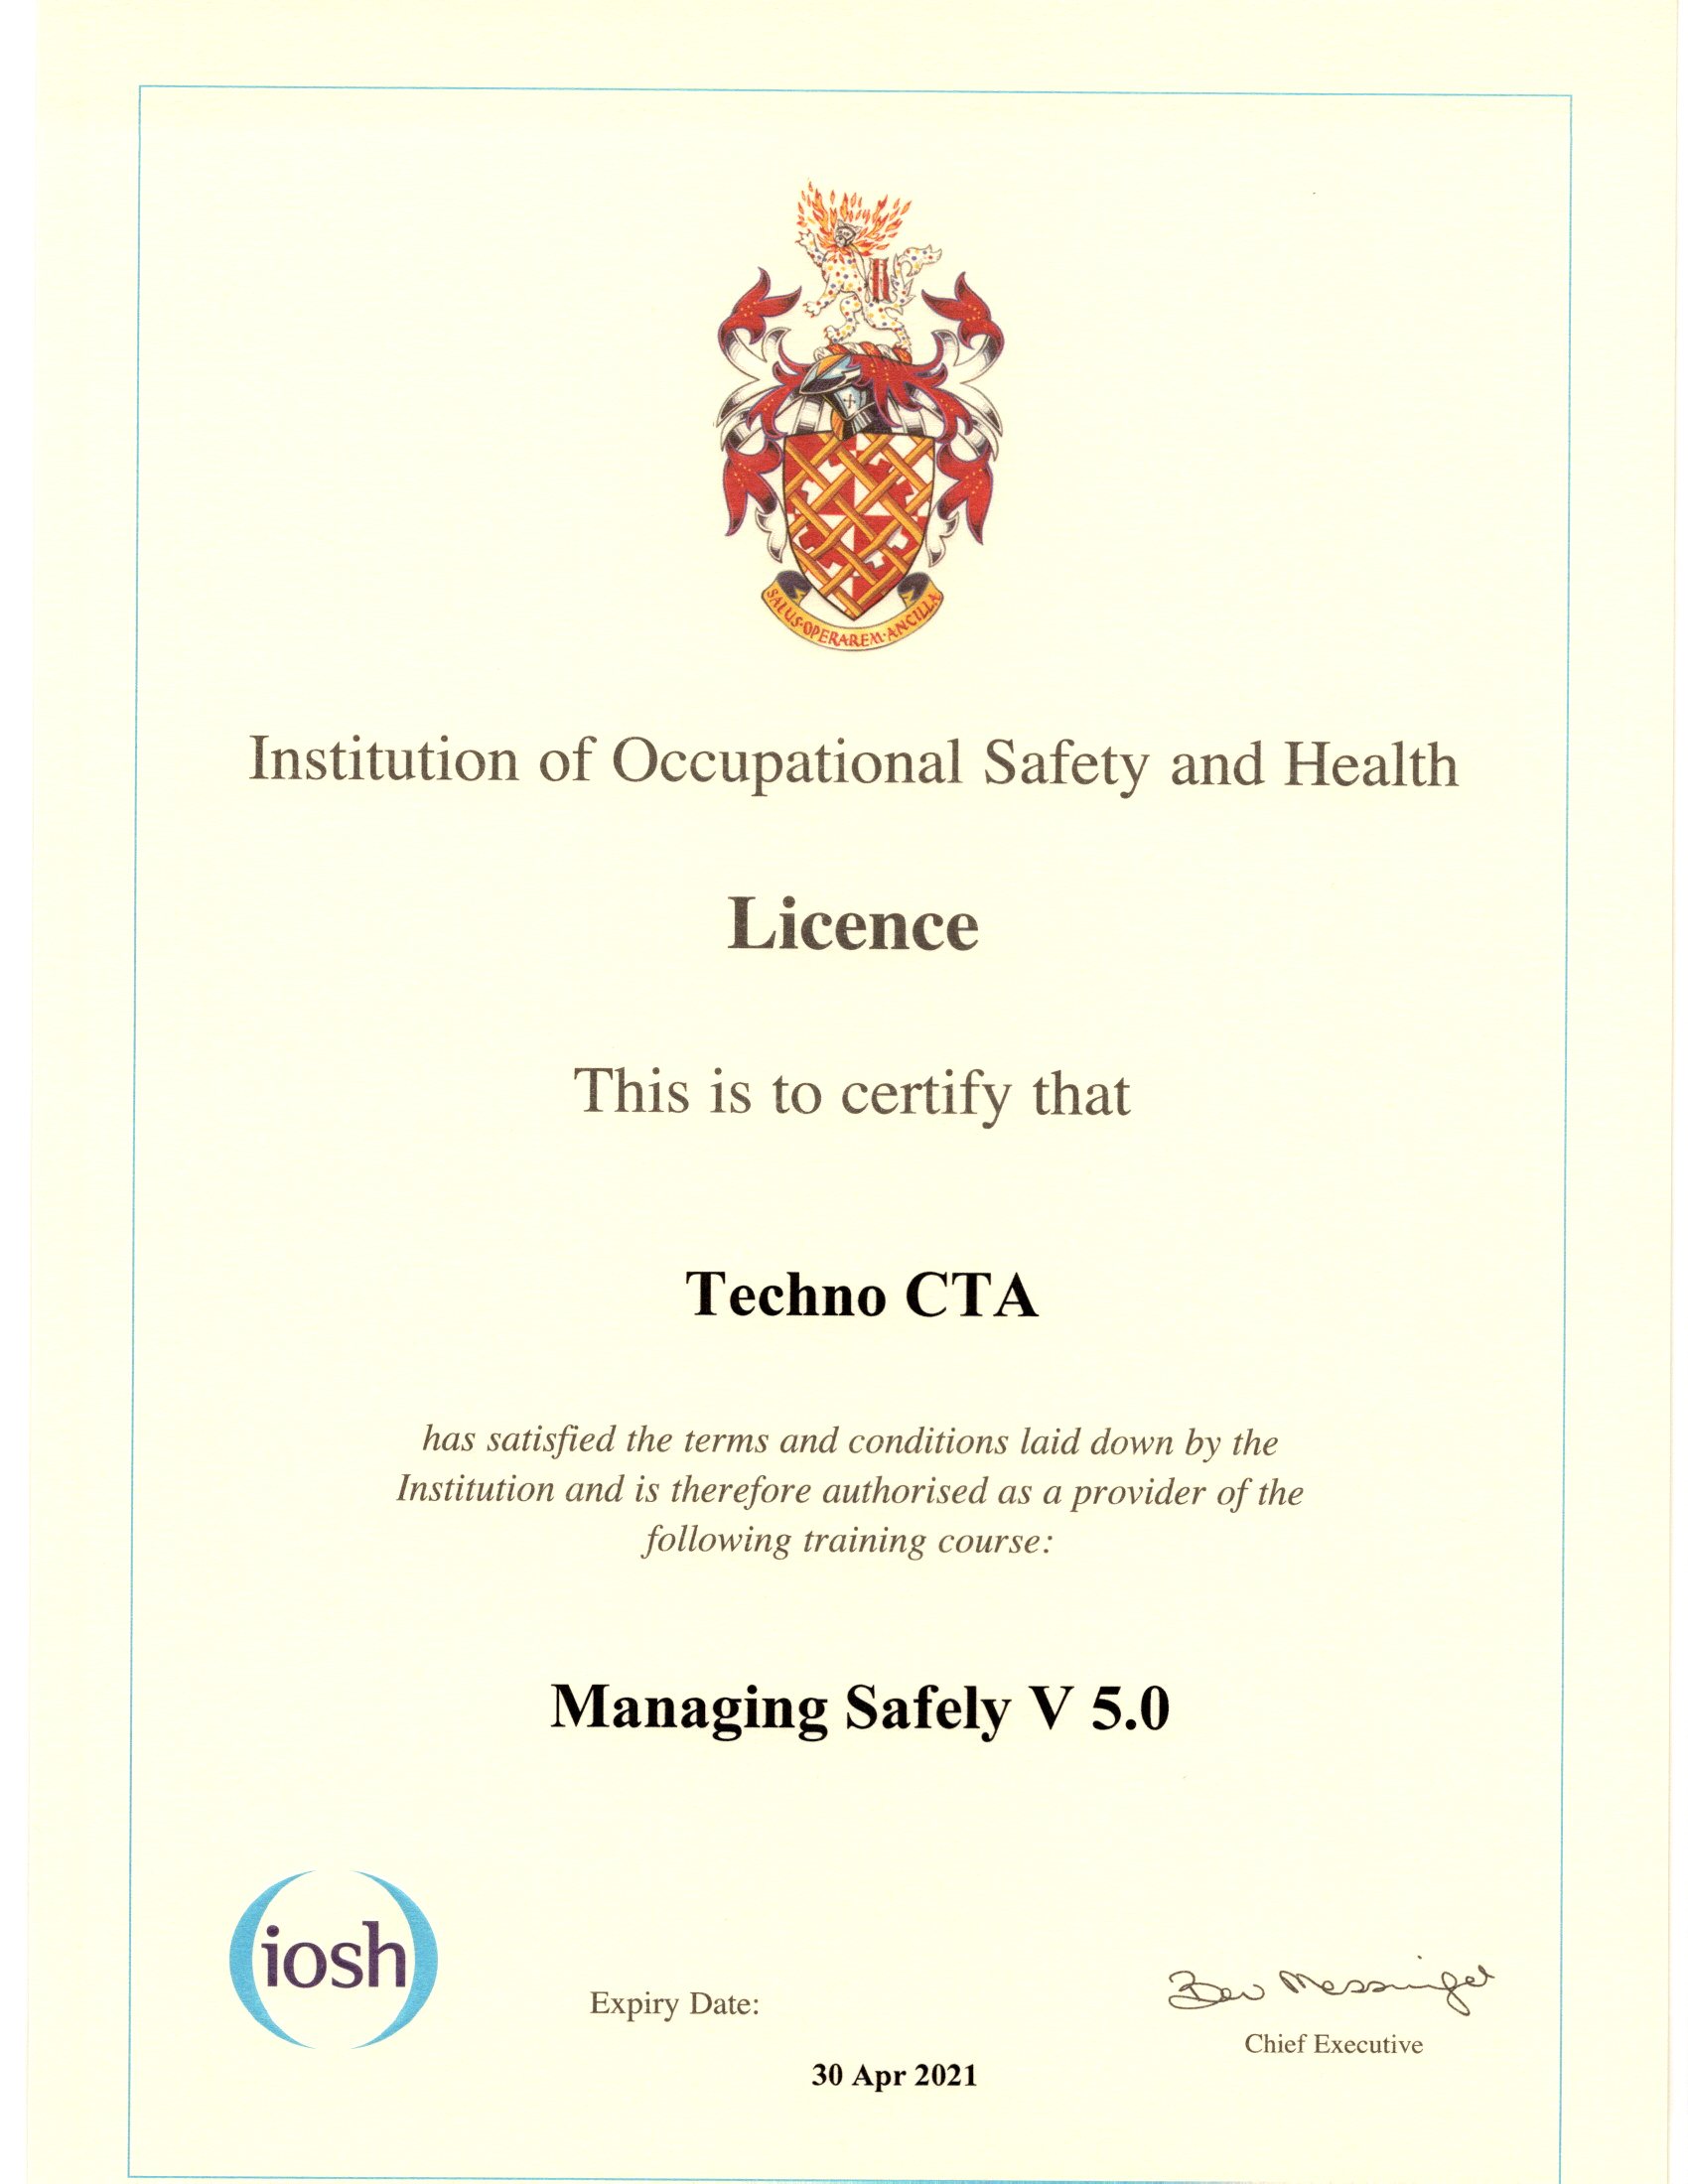 SALUS·OPERAREM·ANCILLA
Institution of Occupational Safety and Health
Licence
This is to certify that
Techno CTA
has satisfied the terms and conditions laid down by the
Institution and is therefore authorised as a provider of the
following training course:
Managing Safely V 5.0
iosh
Expiry Date:
30 Apr 2021
Bev Messinger
Chief Executive